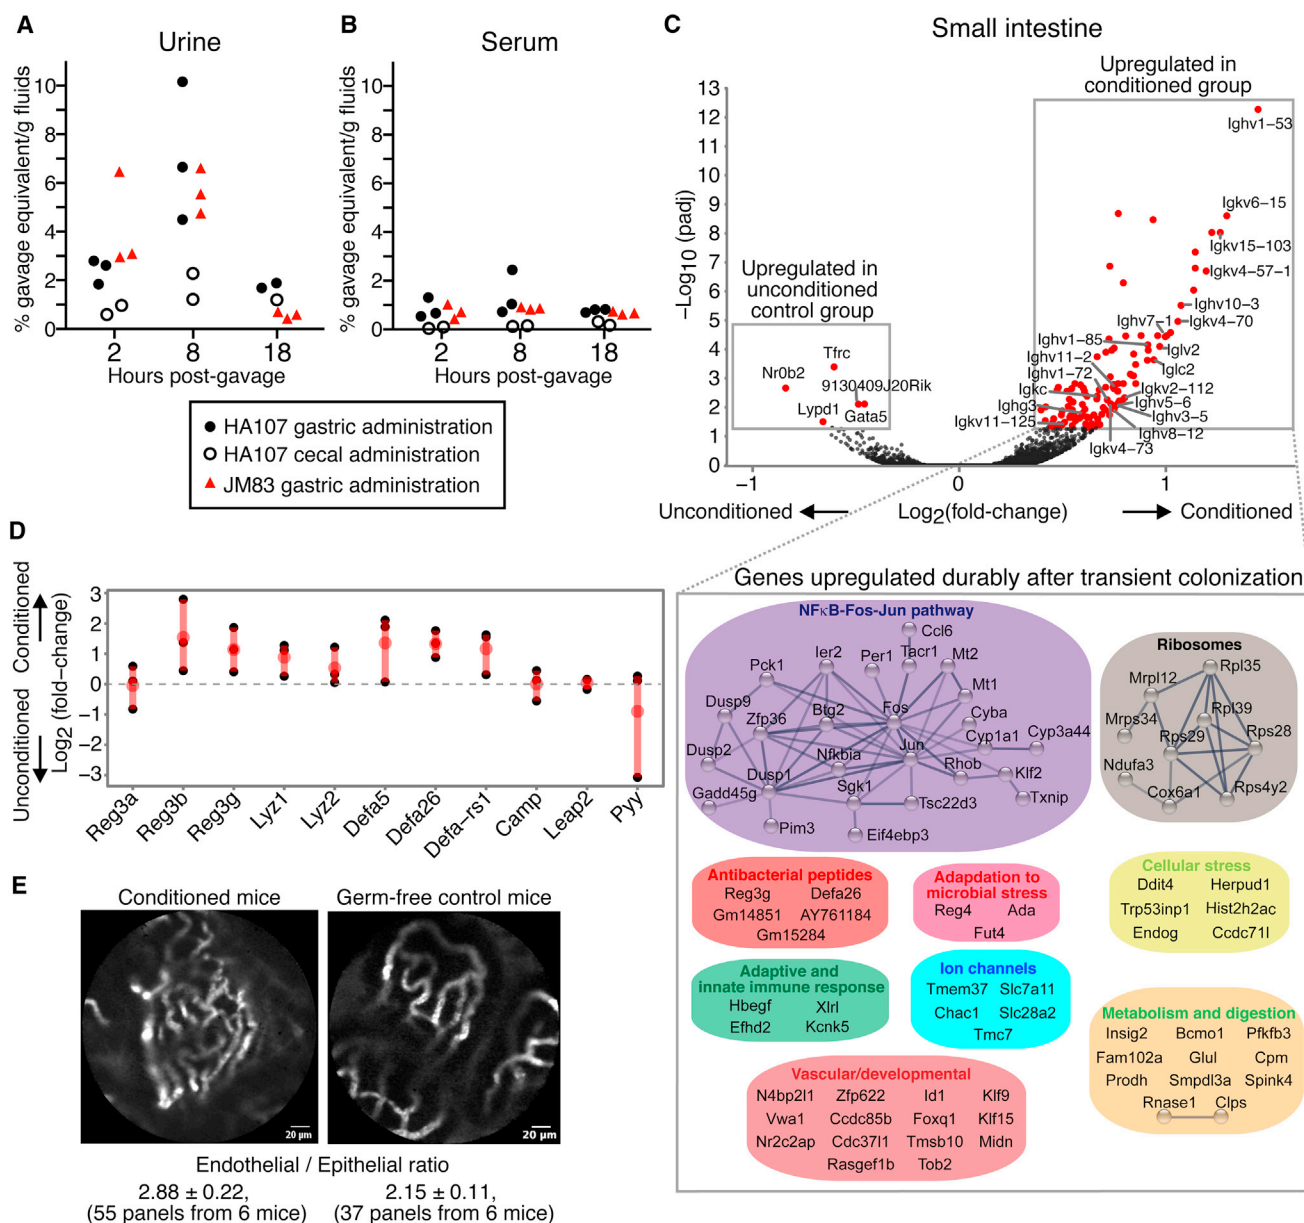 A
Urine
% gavage equivalent/g fluids
10
8
6
4
2
0
2 8 18
Hours post-gavage
B
Serum
% gavage equivalent/g fluids
10
8
6
4
2
0
2 8 18
Hours post-gavage
HA107 gastric administration
HA107 cecal administration
JM83 gastric administration
C
Small intestine
Upregulated in
conditioned group
−Log10 (padj)
13
12
11
10
9
8
7
6
5
4
3
2
1
0
Ighv1−53
Igkv6−15
Igkv15−103
Igkv4−57−1
Ighv10−3
Ighv7−1
Igkv4−70
Ighv1−85
Iglv2
Ighv11−2
Iglc2
Ighv1−72
Igkc
Igkv2−112
Ighg3
Ighv5−6
Ighv3−5
Igkv11−125
Ighv8−12
Igkv4−73
Upregulated in
unconditioned
control group
Tfrc
Nr0b2
9130409J20Rik
Lypd1
Gata5
−1 0 1
Unconditioned
Log2(fold-change)
Conditioned
D
Unconditioned
Conditioned
Log2 (fold−change)
3
2
1
0
−1
−2
−3
Reg3a
Reg3b
Reg3g
Lyz1
Lyz2
Defa5
Defa26
Defa−rs1
Camp
Leap2
Pyy
Genes upregulated durably after transient colonization
NFκB-Fos-Jun pathway
Ccl6
Ier2
Per1
Tacr1
Mt2
Pck1
Mt1
Dusp9
Btg2
Fos
Cyba
Zfp36
Cyp1a1
Cyp3a44
Jun
Dusp2
Nfkbia
Rhob
Klf2
Dusp1
Sgk1
Gadd45g
Tsc22d3
Txnip
Pim3
Eif4ebp3
Ribosomes
Rpl35
Mrpl12
Rpl39
Mrps34
Rps29
Rps28
Ndufa3
Cox6a1
Rps4y2
Antibacterial peptides
Reg3g Defa26
Gm14851 AY761184
Gm15284
Adapdation to
microbial stress
Reg4 Ada
Fut4
Cellular stress
Ddit4 Herpud1
Trp53inp1 Hist2h2ac
Endog Ccdc71l
Adaptive and
innate immune response
Hbegf Xlrl
Efhd2 Kcnk5
Ion channels
Tmem37 Slc7a11
Chac1 Slc28a2
Tmc7
Metabolism and digestion
Insig2 Bcmo1 Pfkfb3
Fam102a Glul Cpm
Prodh Smpdl3a Spink4
Rnase1 Clps
Vascular/developmental
N4bp2l1 Zfp622 Id1 Klf9
Vwa1 Ccdc85b Foxq1 Klf15
Nr2c2ap Cdc37l1 Tmsb10 Midn
Rasgef1b Tob2
E
Conditioned mice
Germ-free control mice
20 μm
20 μm
Endothelial / Epithelial ratio
2.88 ± 0.22,
(55 panels from 6 mice)
2.15 ± 0.11,
(37 panels from 6 mice)